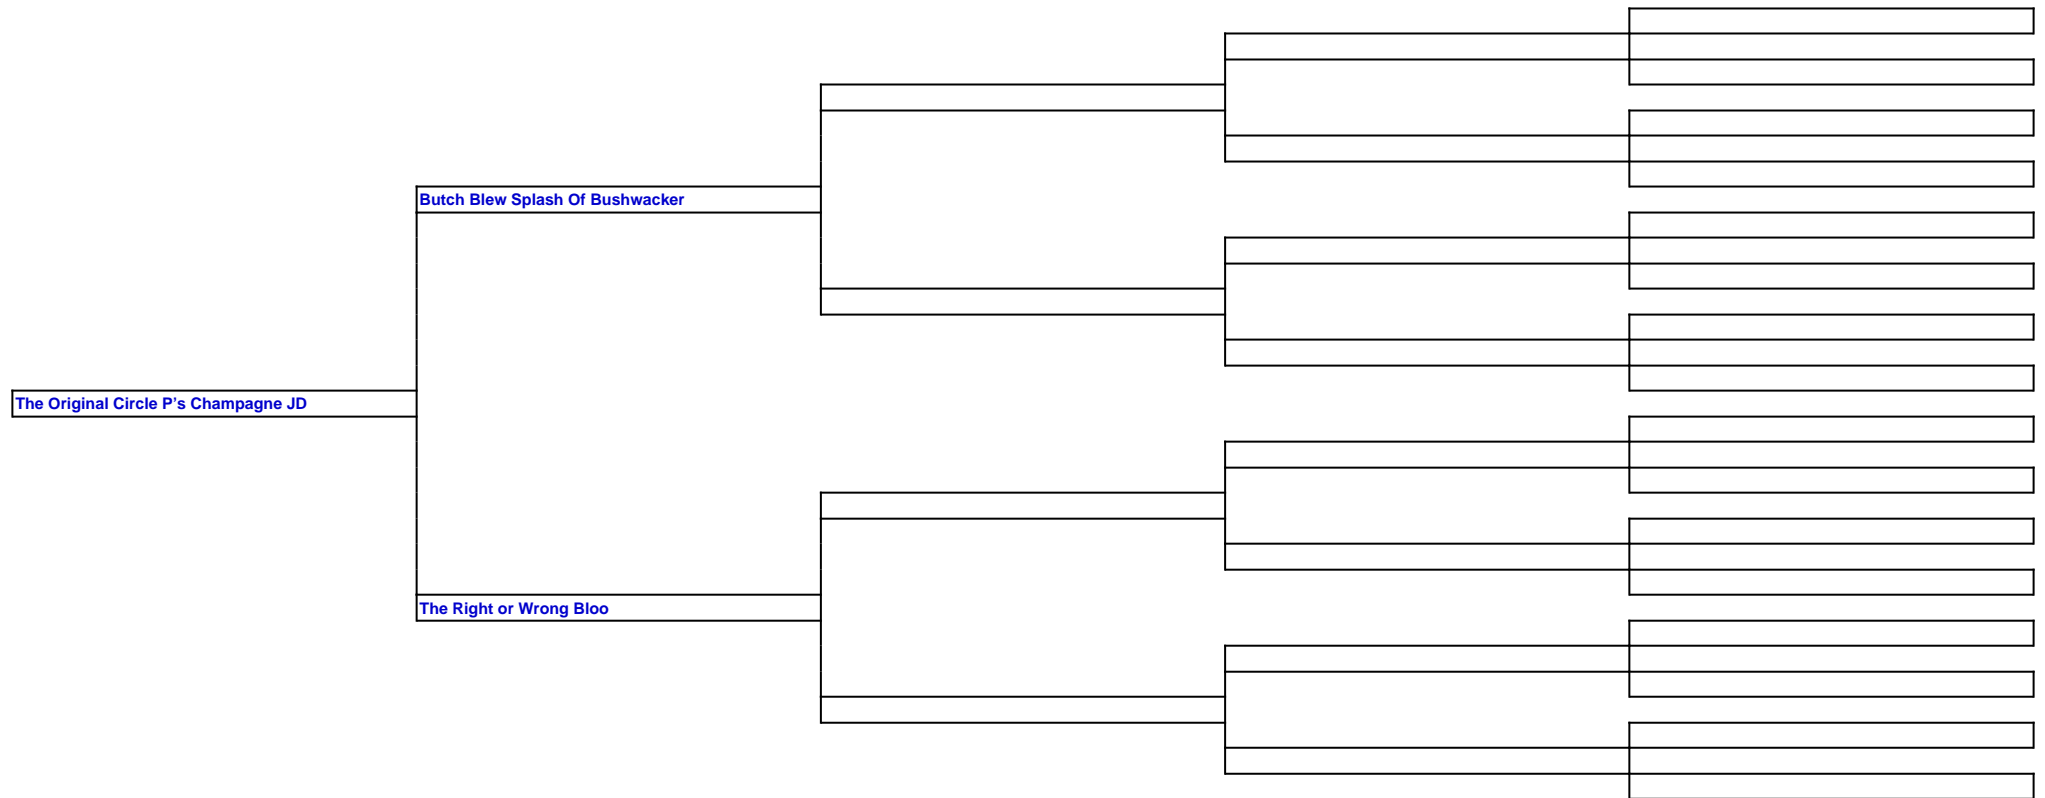 Butch Blew Splash Of Bushwacker
The Original Circle P’s Champagne JD
The Right or Wrong Bloo